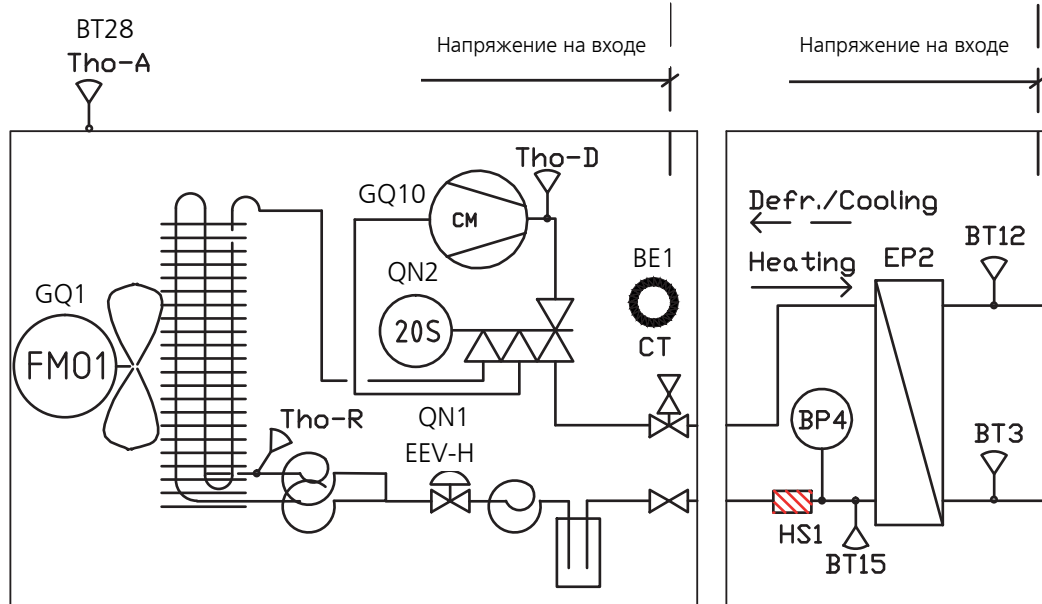 BT28
Tho-A
Напряжение на входе
Напряжение на входе
Tho-D
GQ10
CM
Defr./Cooling
QN2
BE1
BT12
Heating
EP2
GQ1
20S
CT
FM01
Tho-R
QN1
BP4
EEV-H
BT3
HS1
BT15